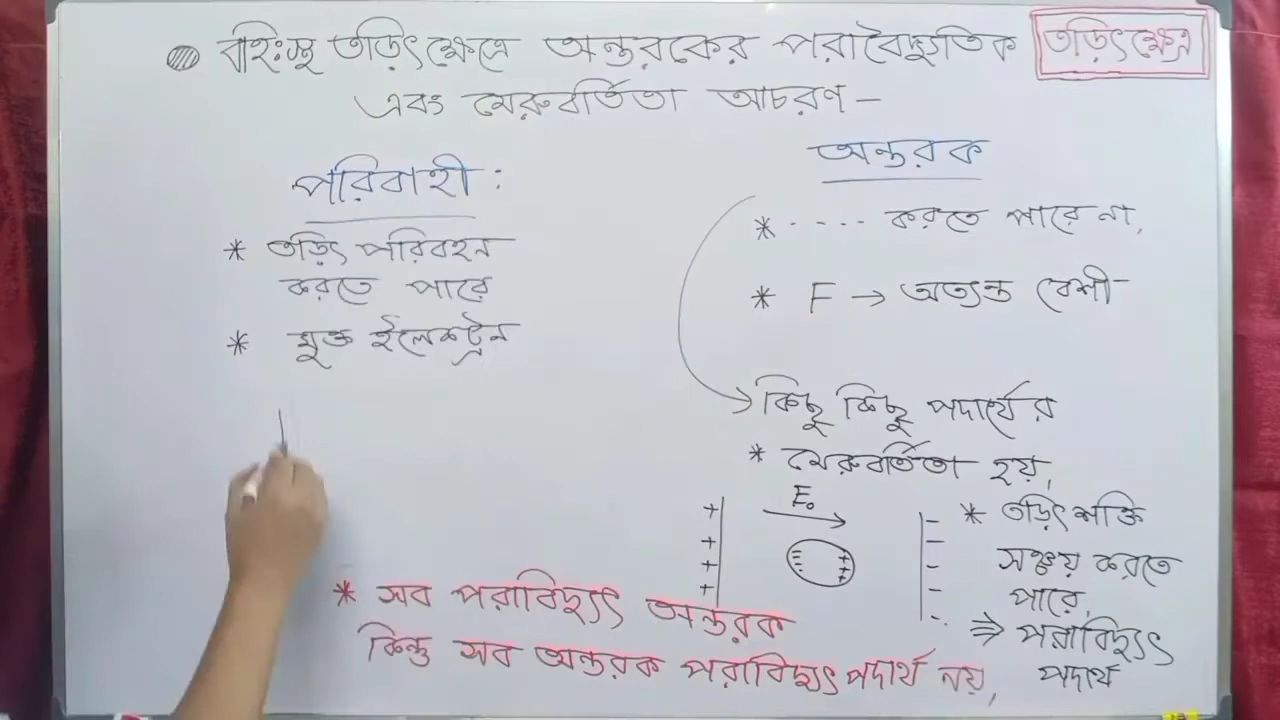 বহিঃস্থ তড়িৎক্ষেত্রে অন্তরকের পরাবৈদ্যুতিক
তড়িৎক্ষেত্র
এবং মেরুবর্তিতা আচরণ –
পরিবাহী :
* তড়িৎ পরিবহন
করতে পারে
* মুক্ত ইলেকট্রন
অন্তরক
* - - - - করতে পারে না,
* F → অত্যন্ত বেশী
→ কিছু কিছু পদার্থের
* মেরুবর্তিতা হয়,
E₀
+ + + +
- - - -
* তড়িৎ শক্তি
সঞ্চয় করতে
পারে,
⇒ পরাবিদ্যুৎ
পদার্থ
* সব পরাবিদ্যুৎ অন্তরক
কিন্তু সব অন্তরক পরাবিদ্যুৎ পদার্থ নয়,